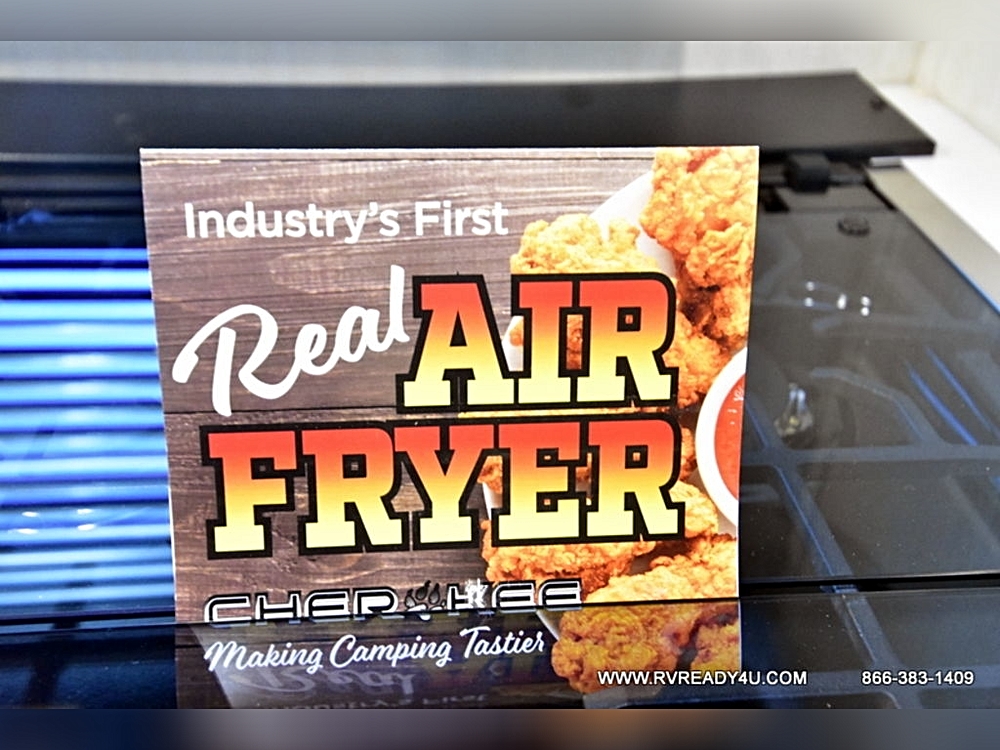 Industry's First
Real AIR
FRYER
CHEROKEE
Making Camping Tastier
WWW.RVREADY4U.COM 866-383-1409